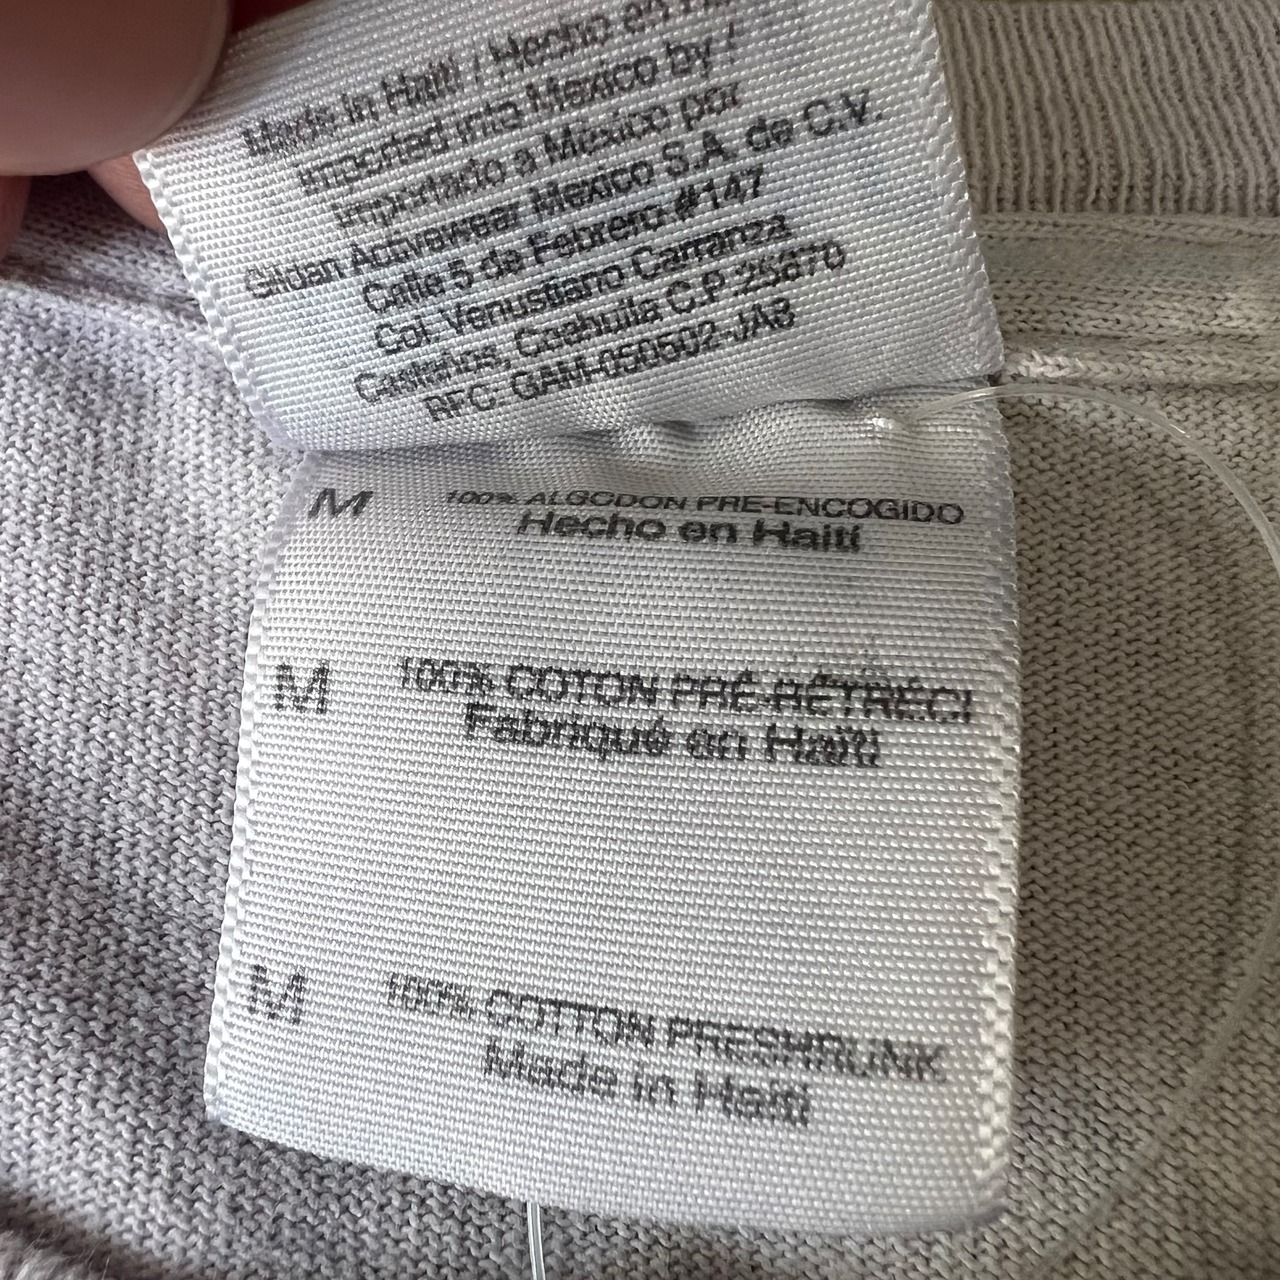 Made in Haiti / Hecho en
Imported into Mexico by /
Importado a México por
Gildan Activewear Mexico S.A. de C.V.
Calle 5 de Febrero #147
Col. Venustiano Carranza
Castaños, Coahuila C.P. 25870
RFC: GAM-050502-JA8
M 100% ALGODON PRE-ENCOGIDO
Hecho en Haití
M 100% COTON PRÉ-RÉTRÉCI
Fabriqué en Haïti
M 100% COTTON PRESHRUNK
Made in Haiti